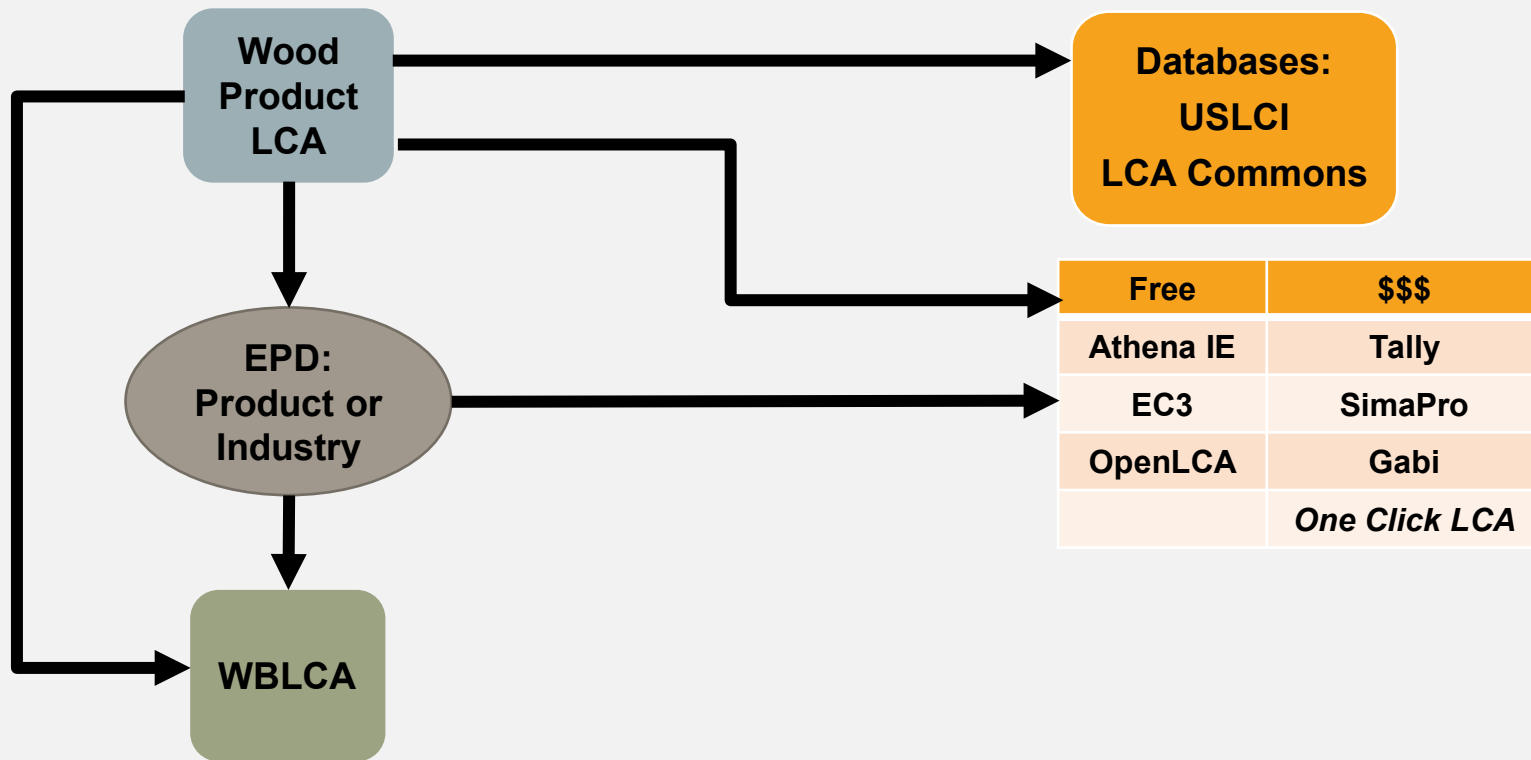 Wood
Product
LCA
Databases:
USLCI
LCA Commons
EPD:
Product or
Industry
WBLCA
Free $$$
Athena IE Tally
EC3 SimaPro
OpenLCA Gabi
One Click LCA